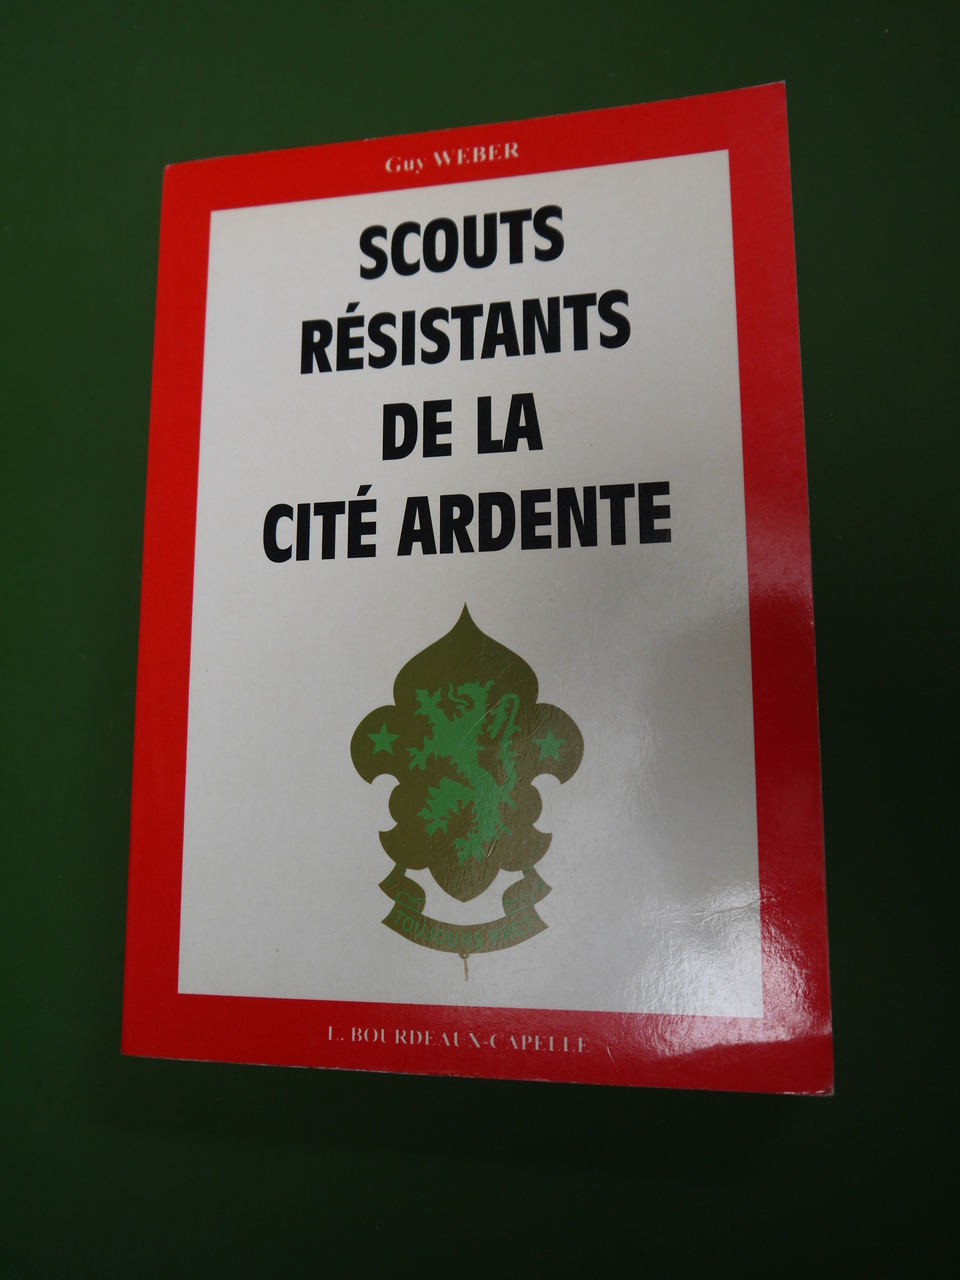 Guy WEBER
SCOUTS
RÉSISTANTS
DE LA
CITÉ ARDENTE
TOUJOURS PRÊT
L. BOURDEAUX-CAPELLE